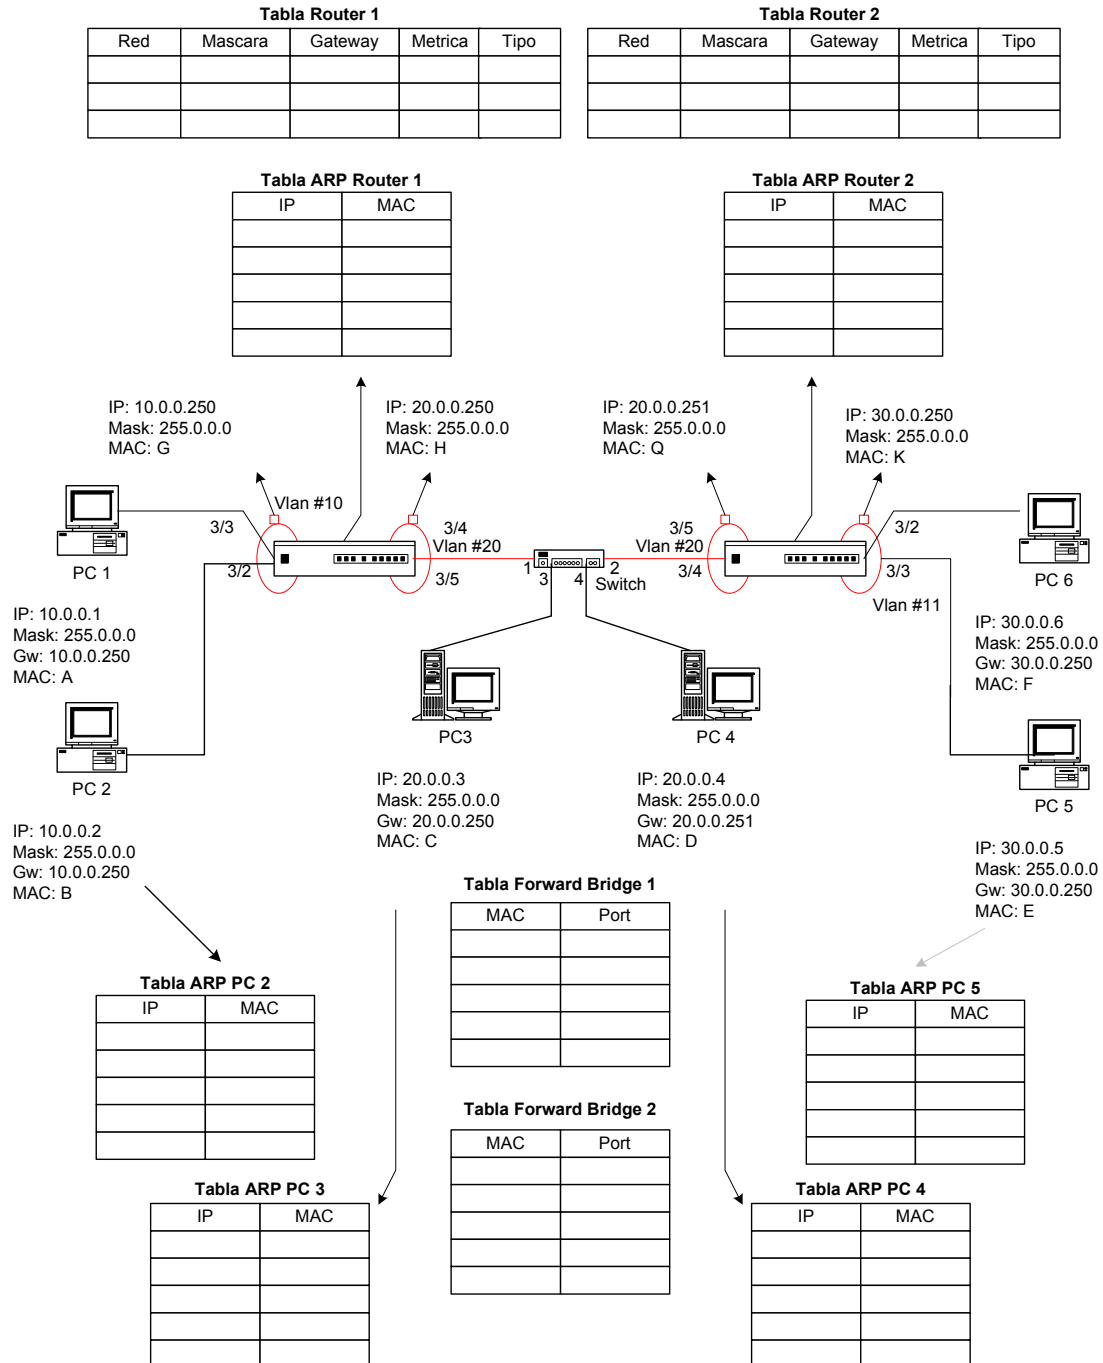 Tabla Router 1
Red Mascara Gateway Metrica Tipo
Tabla Router 2
Red Mascara Gateway Metrica Tipo
Tabla ARP Router 1
IP MAC
Tabla ARP Router 2
IP MAC
IP: 10.0.0.250
Mask: 255.0.0.0
MAC: G
IP: 20.0.0.250
Mask: 255.0.0.0
MAC: H
IP: 20.0.0.251
Mask: 255.0.0.0
MAC: Q
IP: 30.0.0.250
Mask: 255.0.0.0
MAC: K
Vlan #10
3/3
3/2
3/4
Vlan #20
3/5
1
3
4
2
Switch
3/5
Vlan #20
3/4
3/2
3/3
Vlan #11
PC 1
IP: 10.0.0.1
Mask: 255.0.0.0
Gw: 10.0.0.250
MAC: A
PC 6
IP: 30.0.0.6
Mask: 255.0.0.0
Gw: 30.0.0.250
MAC: F
PC 2
IP: 10.0.0.2
Mask: 255.0.0.0
Gw: 10.0.0.250
MAC: B
PC3
IP: 20.0.0.3
Mask: 255.0.0.0
Gw: 20.0.0.250
MAC: C
PC 4
IP: 20.0.0.4
Mask: 255.0.0.0
Gw: 20.0.0.251
MAC: D
PC 5
IP: 30.0.0.5
Mask: 255.0.0.0
Gw: 30.0.0.250
MAC: E
Tabla Forward Bridge 1
MAC Port
Tabla ARP PC 2
IP MAC
Tabla ARP PC 5
IP MAC
Tabla Forward Bridge 2
MAC Port
Tabla ARP PC 3
IP MAC
Tabla ARP PC 4
IP MAC